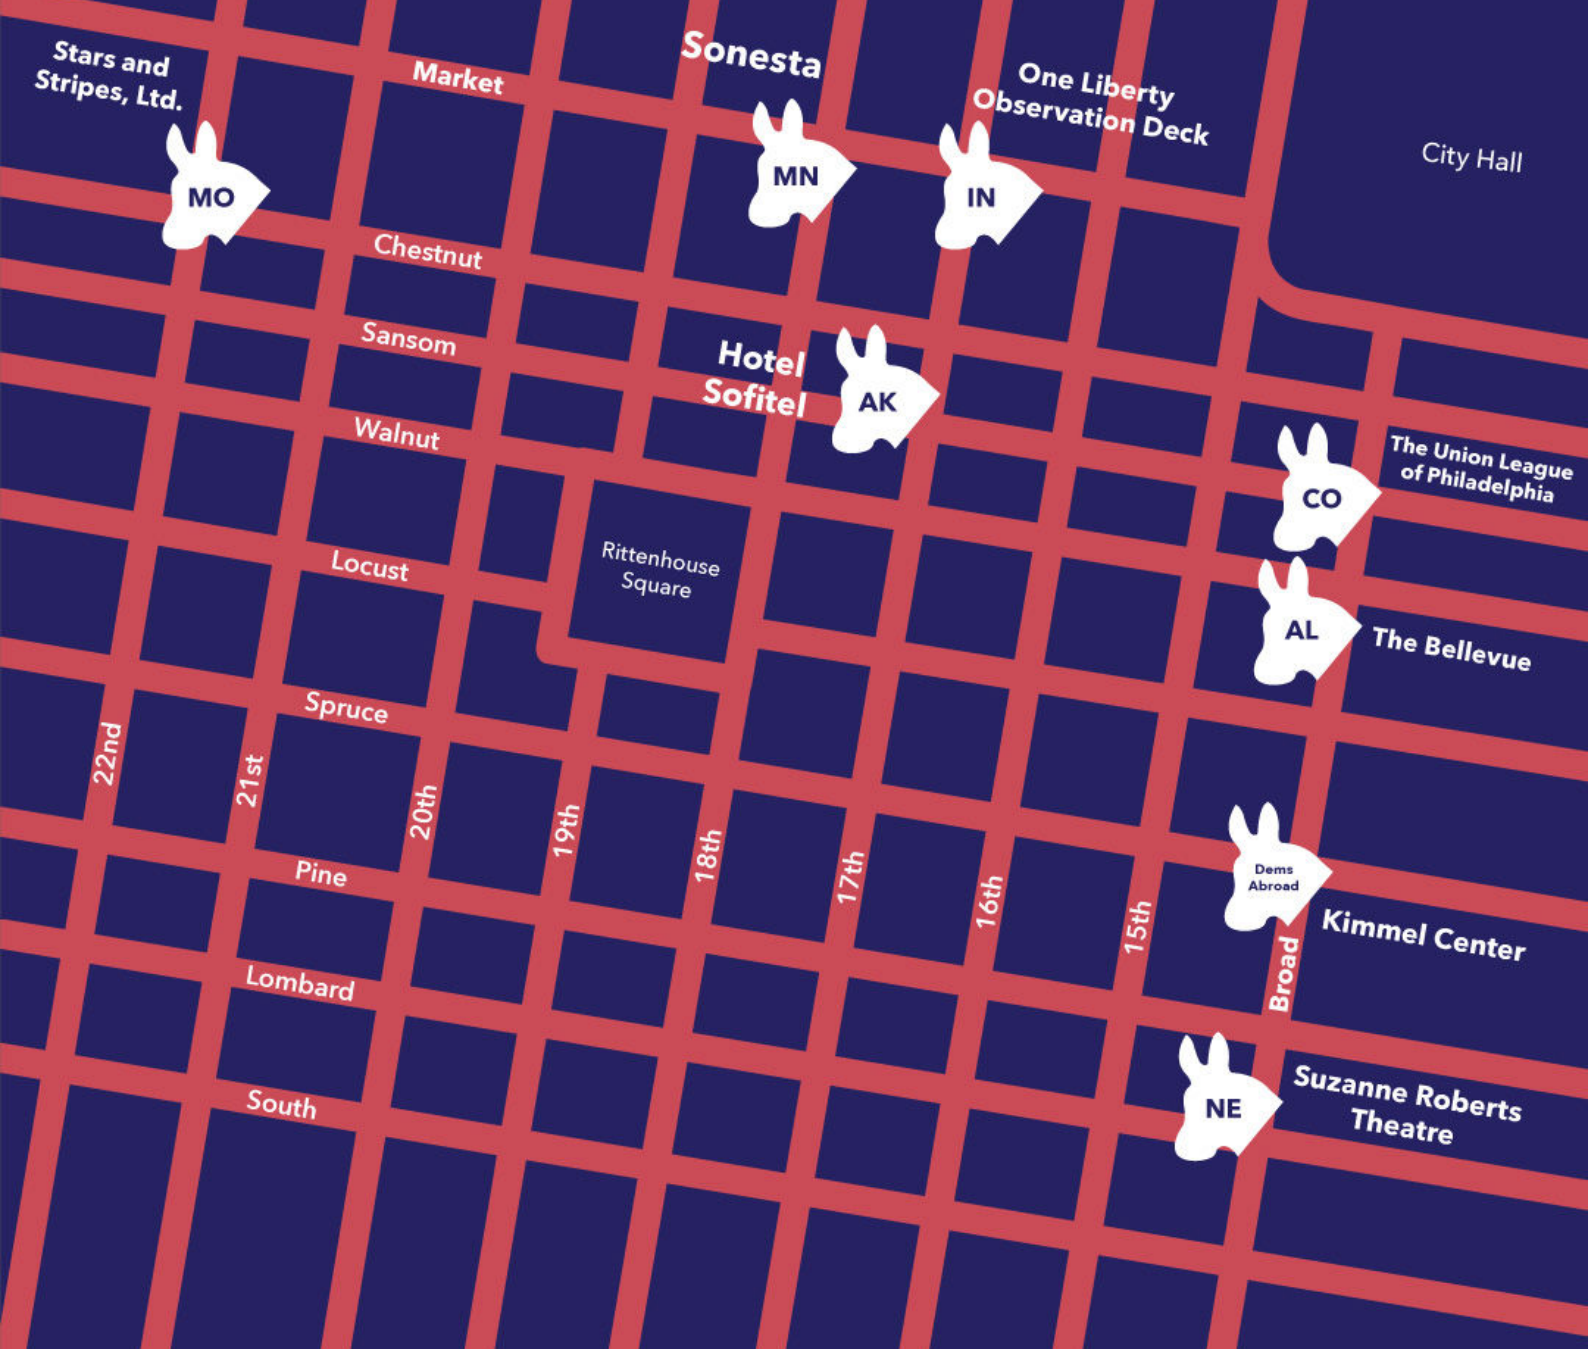 Stars and
Stripes, Ltd.
Market
Sonesta
One Liberty
Observation Deck
City Hall
MO
MN
IN
Chestnut
Sansom
Hotel
Sofitel
AK
Walnut
The Union League
of Philadelphia
CO
Rittenhouse
Square
Locust
AL
The Bellevue
Spruce
22nd
21st
20th
19th
18th
17th
16th
15th
Broad
Dems
Abroad
Kimmel Center
Pine
Lombard
South
NE
Suzanne Roberts
Theatre